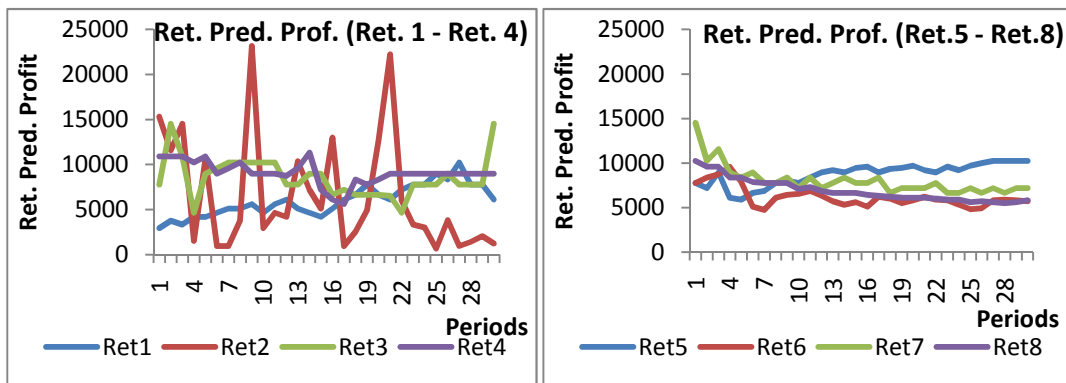 Ret. Pred. Prof. (Ret. 1 - Ret. 4)
Ret. Pred. Profit
25000
20000
15000
10000
5000
0
1 4 7 10 13 16 19 22 25 28
Periods
Ret1 Ret2 Ret3 Ret4
Ret. Pred. Prof. (Ret.5 - Ret.8)
Ret. Pred. Profit
25000
20000
15000
10000
5000
0
1 4 7 10 13 16 19 22 25 28
Periods
Ret5 Ret6 Ret7 Ret8